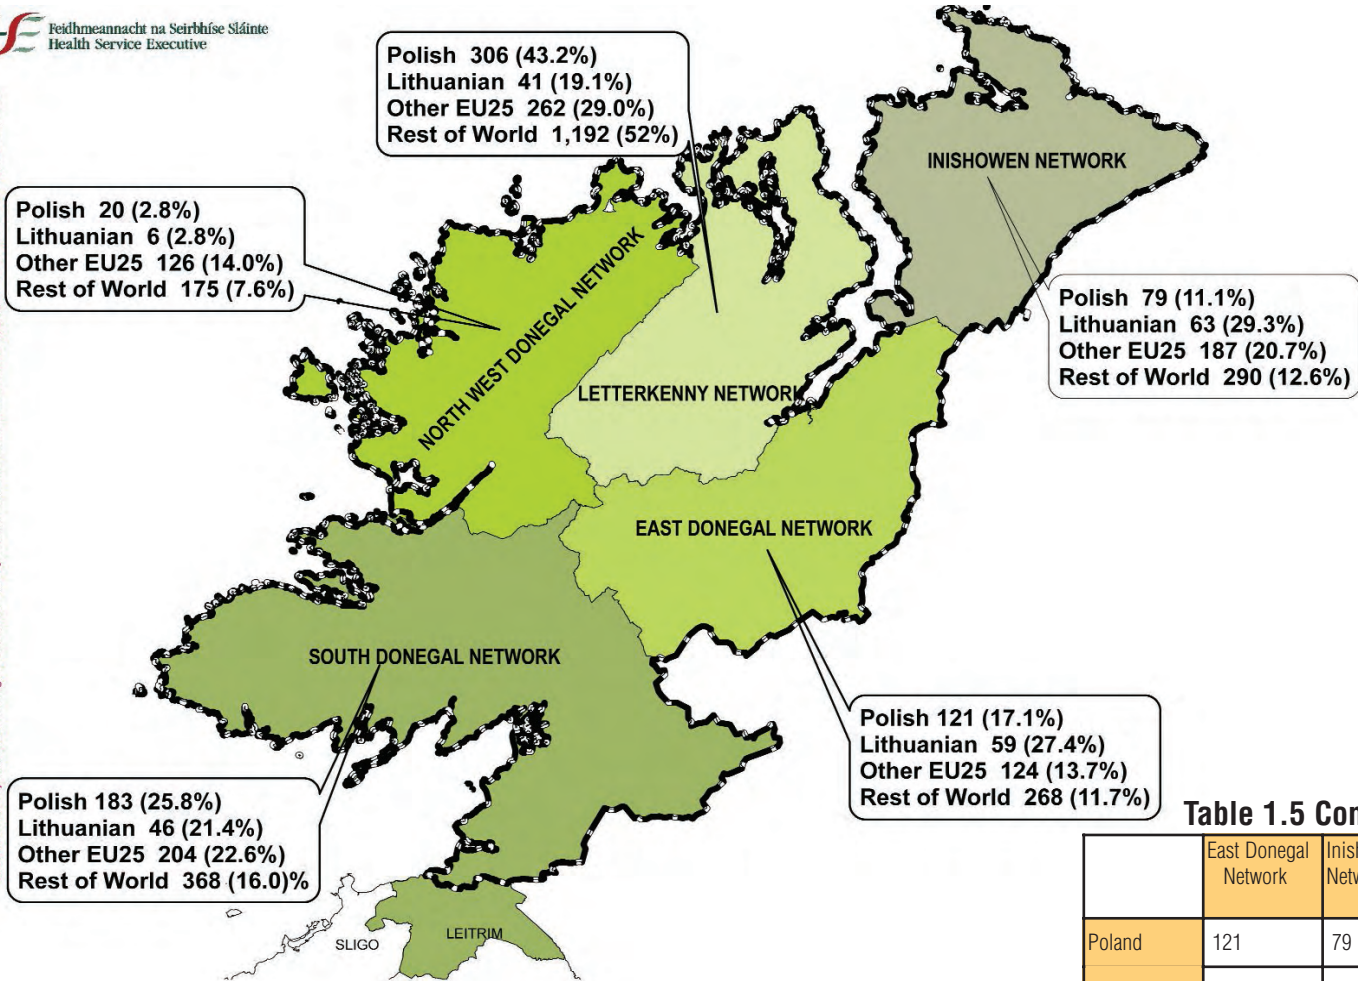 Feidhmeannacht na Seirbhíse Sláinte
Health Service Executive
Polish 306 (43.2%)
Lithuanian 41 (19.1%)
Other EU25 262 (29.0%)
Rest of World 1,192 (52%)
INISHOWEN NETWORK
Polish 20 (2.8%)
Lithuanian 6 (2.8%)
Other EU25 126 (14.0%)
Rest of World 175 (7.6%)
NORTH WEST DONEGAL NETWORK
Polish 79 (11.1%)
Lithuanian 63 (29.3%)
Other EU25 187 (20.7%)
Rest of World 290 (12.6%)
LETTERKENNY NETWORK
EAST DONEGAL NETWORK
SOUTH DONEGAL NETWORK
Polish 121 (17.1%)
Lithuanian 59 (27.4%)
Other EU25 124 (13.7%)
Rest of World 268 (11.7%)
Polish 183 (25.8%)
Lithuanian 46 (21.4%)
Other EU25 204 (22.6%)
Rest of World 368 (16.0)%
SLIGO
LEITRIM
Table 1.5
East Donegal
Network
Poland 121 79